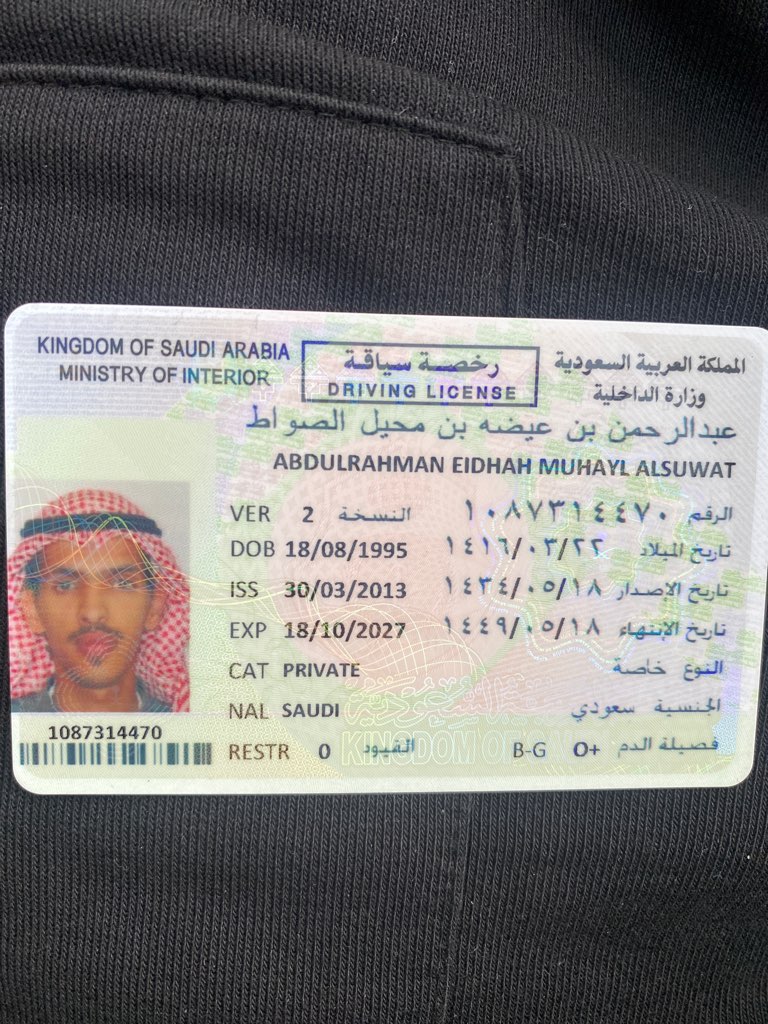 KINGDOM OF SAUDI ARABIA
MINISTRY OF INTERIOR
رخصة سياقة
DRIVING LICENSE
المملكة العربية السعودية
وزارة الداخلية
عبدالرحمن بن عيضه بن محيل الصواط
ABDULRAHMAN EIDHAH MUHAYL ALSUWAT
VER 2 النسخة الرقم ١٠٨٧٣١٤٤٧٠
DOB 18/08/1995 تاريخ الميلاد ١٤١٦/٠٣/٢٢
ISS 30/03/2013 تاريخ الاصدار ١٤٣٤/٠٥/١٨
EXP 18/10/2027 تاريخ الإنتهاء ١٤٤٩/٠٥/١٨
CAT PRIVATE النوع خاصة
NAL SAUDI الجنسية سعودي
RESTR 0 القيود B-G O+ فصيلة الدم
1087314470
KINGDOM OF